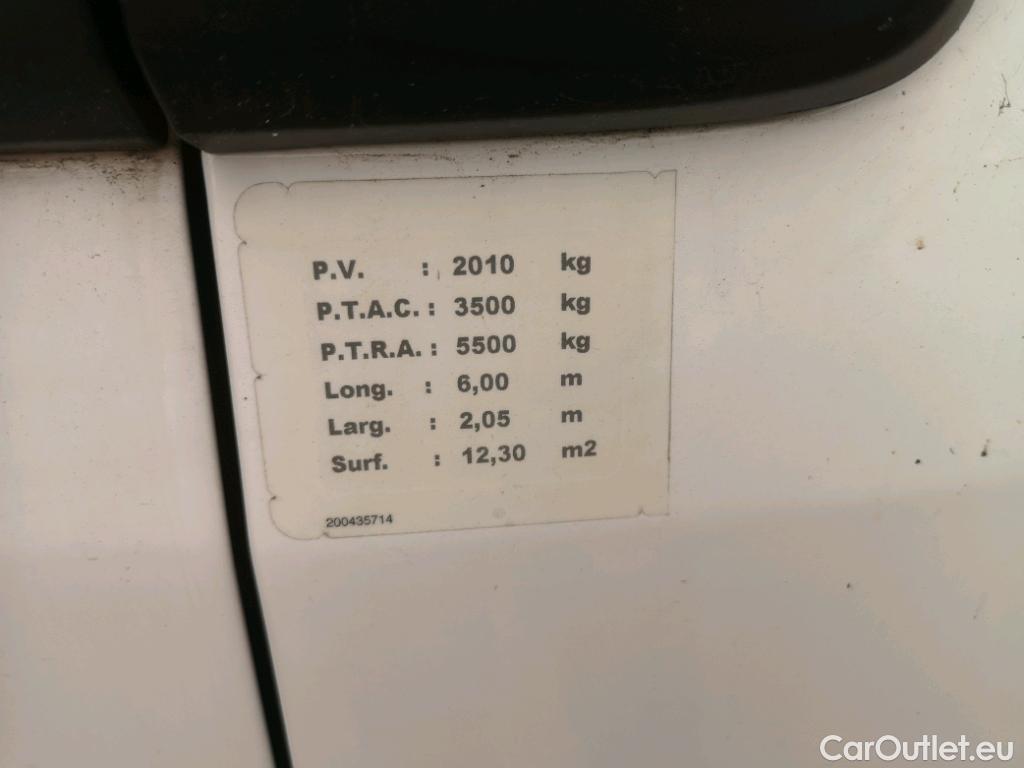 P.V. : 2010 kg
P.T.A.C. : 3500 kg
P.T.R.A. : 5500 kg
Long. : 6,00 m
Larg. : 2,05 m
Surf. : 12,30 m2
200435714
CarOutlet.eu